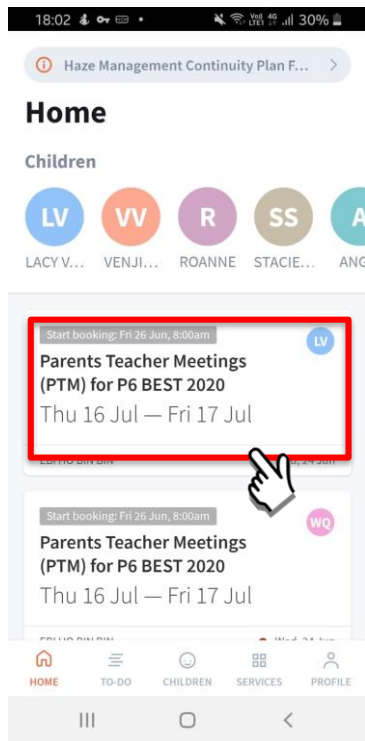 18:02 30%
Haze Management Continuity Plan F...
Home
Children
LV VV R SS A
LACY V... VENJI... ROANNE STACIE... ANG
Start booking: Fri 26 Jun, 8:00am LV
Parents Teacher Meetings
(PTM) for P6 BEST 2020
Thu 16 Jul — Fri 17 Jul
24 Jun
Start booking: Fri 26 Jun, 8:00am WQ
Parents Teacher Meetings
(PTM) for P6 BEST 2020
Thu 16 Jul — Fri 17 Jul
HOME TO-DO CHILDREN SERVICES PROFILE